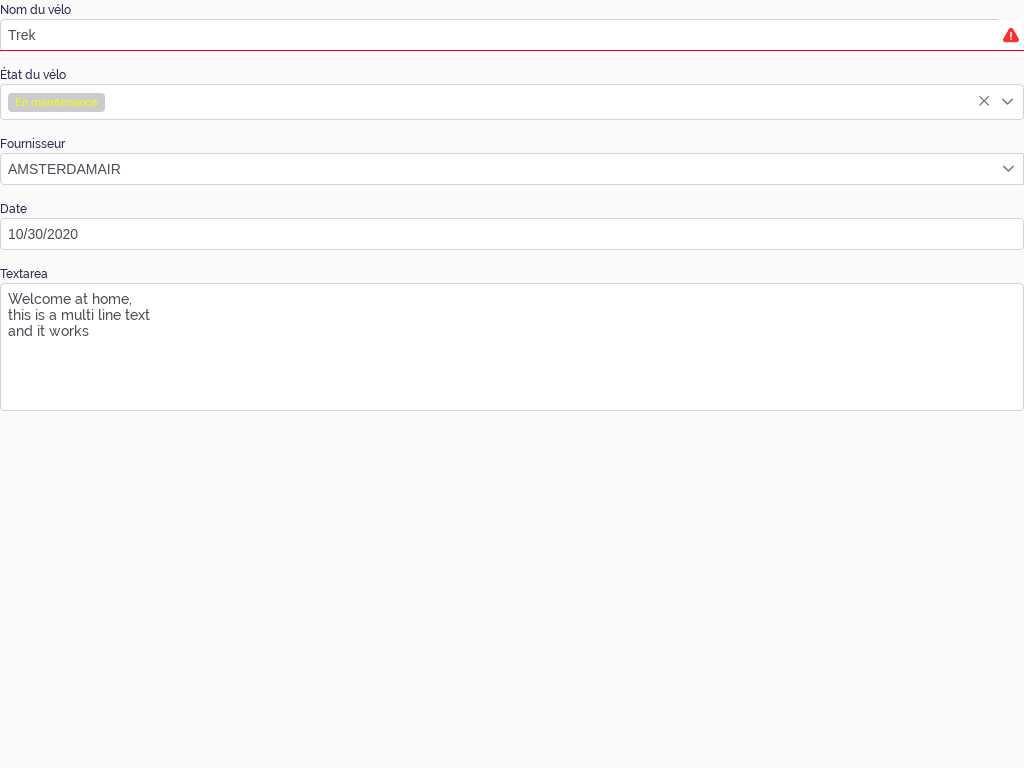 Nom du vélo
Trek
État du vélo
En maintenance
Fournisseur
AMSTERDAMAIR
Date
10/30/2020
Textarea
Welcome at home,
this is a multi line text
and it works